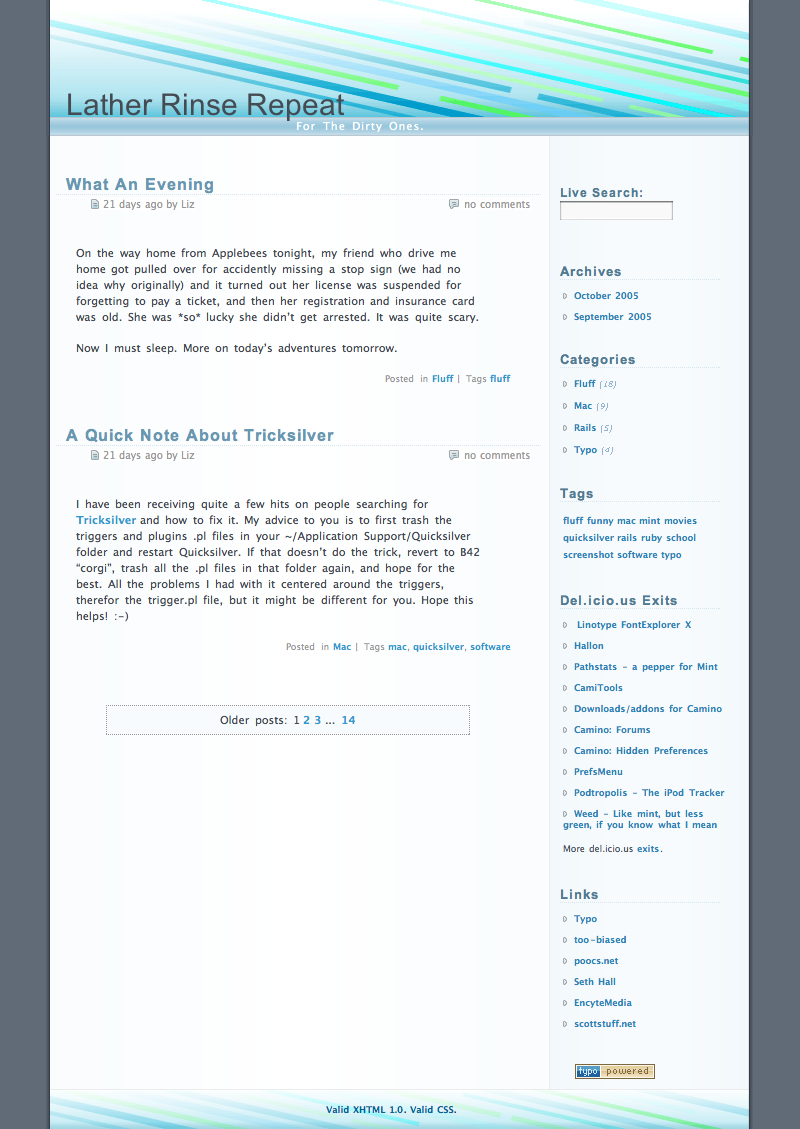 Lather Rinse Repeat
For The Dirty Ones.
What An Evening
21 days ago by Liz
no comments
On the way home from Applebees tonight, my friend who drive me
home got pulled over for accidently missing a stop sign (we had no
idea why originally) and it turned out her license was suspended for
forgetting to pay a ticket, and then her registration and insurance card
was old. She was *so* lucky she didn't get arrested. It was quite scary.
Now I must sleep. More on today's adventures tomorrow.
Posted in Fluff | Tags fluff
A Quick Note About Tricksilver
21 days ago by Liz
no comments
I have been receiving quite a few hits on people searching for
Tricksilver and how to fix it. My advice to you is to first trash the
triggers and plugins .pl files in your ~/Application Support/Quicksilver
folder and restart Quicksilver. If that doesn't do the trick, revert to B42
“corgi”, trash all the .pl files in that folder again, and hope for the
best. All the problems I had with it centered around the triggers,
therefor the trigger.pl file, but it might be different for you. Hope this
helps! :-)
Posted in Mac | Tags mac, quicksilver, software
Older posts: 1 2 3 ... 14
Live Search:
Archives
October 2005
September 2005
Categories
Fluff (18)
Mac (9)
Rails (5)
Typo (4)
Tags
fluff funny mac mint movies
quicksilver rails ruby school
screenshot software typo
Del.icio.us Exits
Linotype FontExplorer X
Hallon
Pathstats - a pepper for Mint
CamiTools
Downloads/addons for Camino
Camino: Forums
Camino: Hidden Preferences
PrefsMenu
Podtropolis - The iPod Tracker
Weed - Like mint, but less
green, if you know what I mean
More del.icio.us exits.
Links
Typo
too-biased
poocs.net
Seth Hall
EncyteMedia
scottstuff.net
typo powered
Valid XHTML 1.0. Valid CSS.